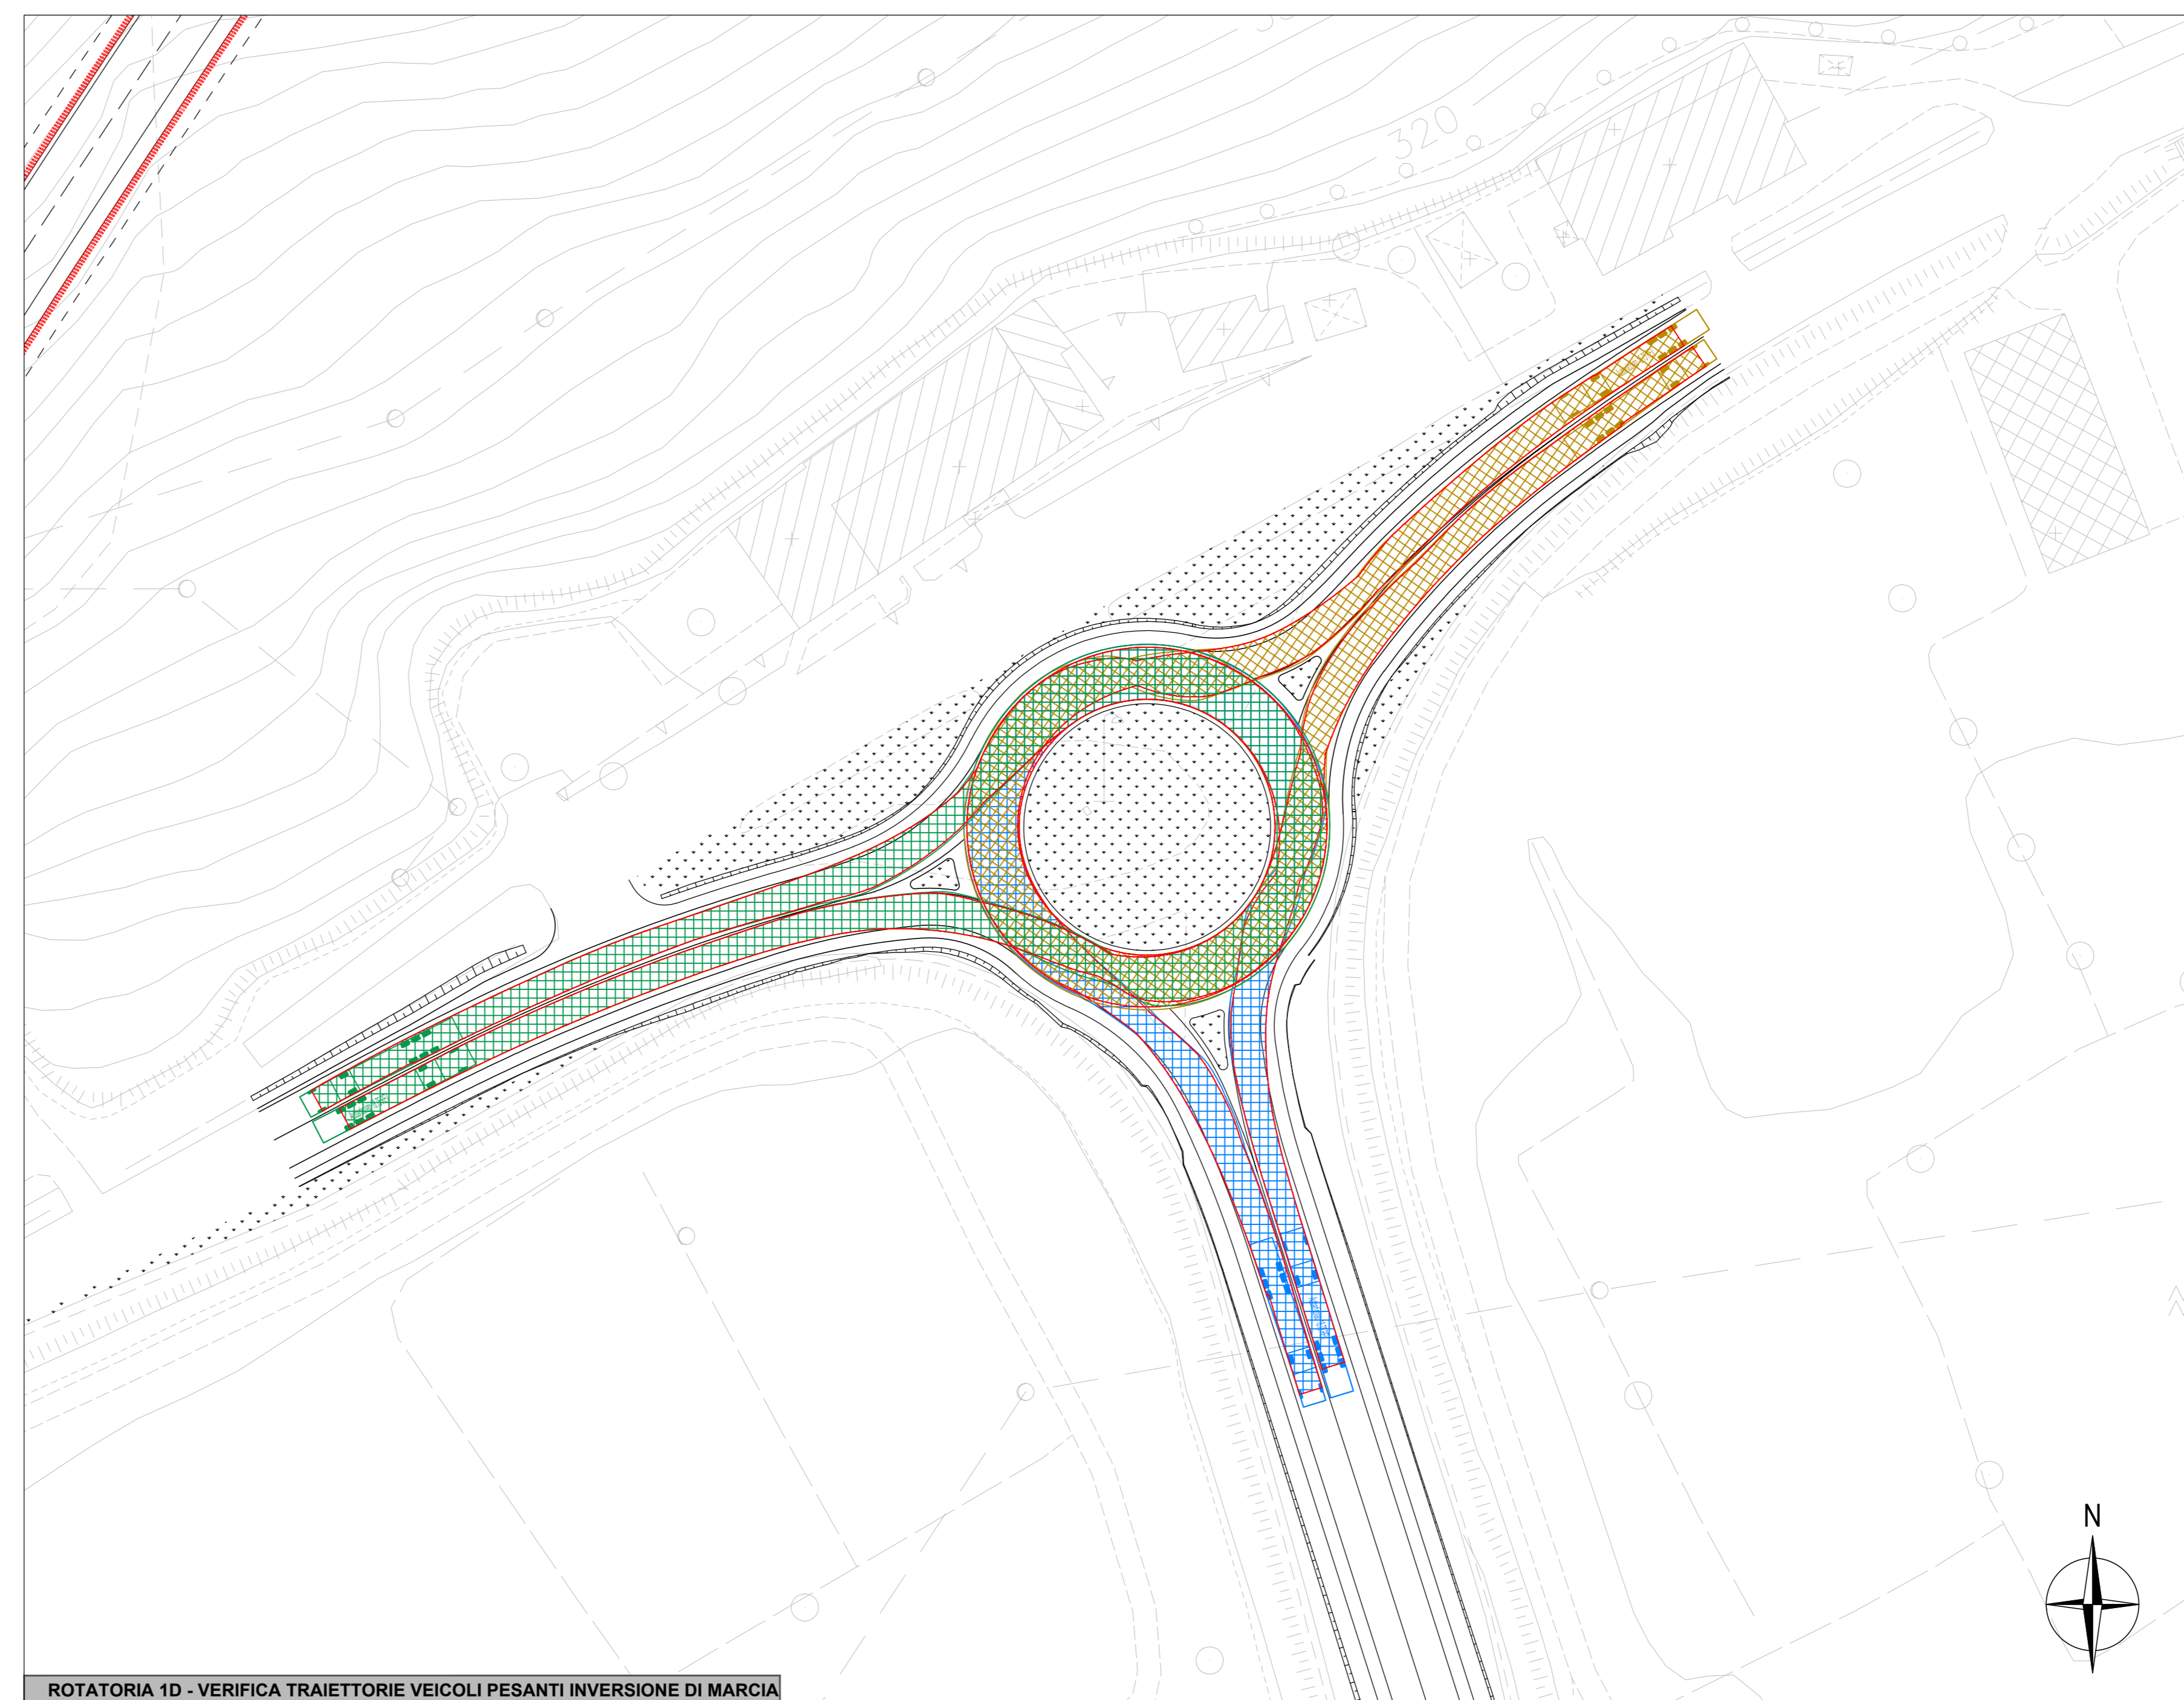 320
N
ROTATORIA 1D - VERIFICA TRAIETTORIE VEICOLI PESANTI INVERSIONE DI MARCIA